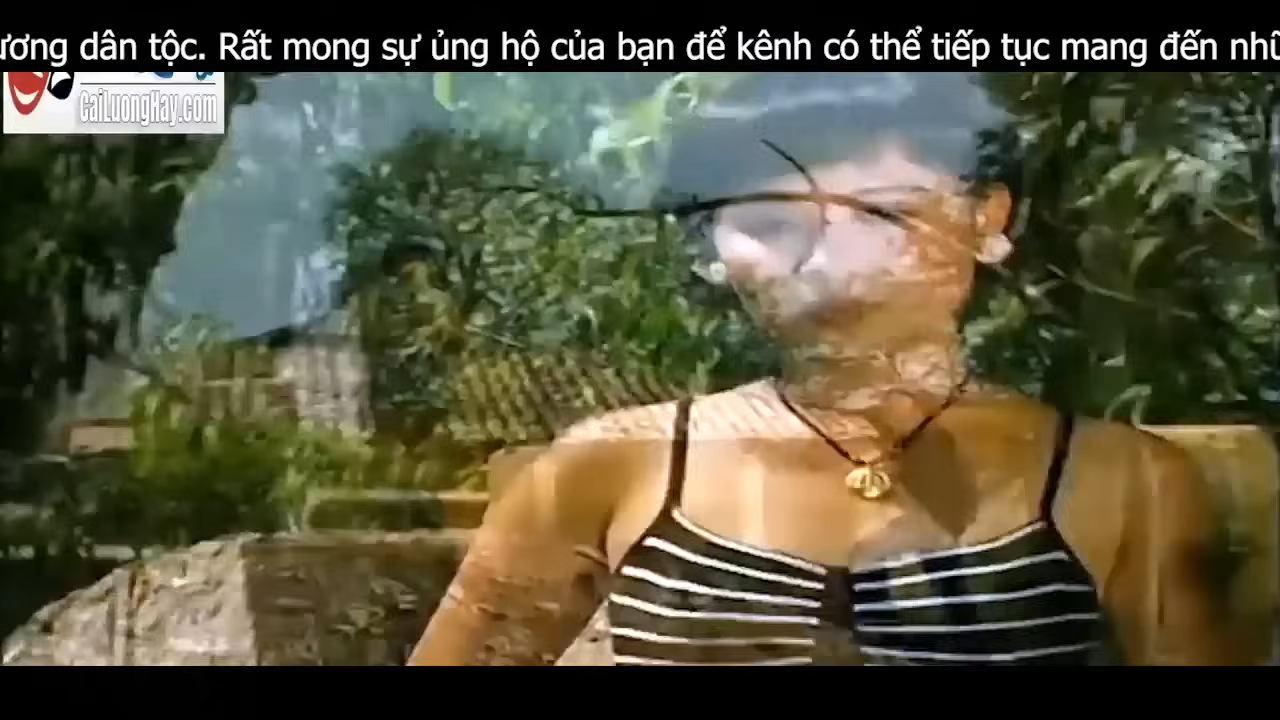 ương dân tộc. Rất mong sự ủng hộ của bạn để kênh có thể tiếp tục mang đến
CaiLuongHay.com